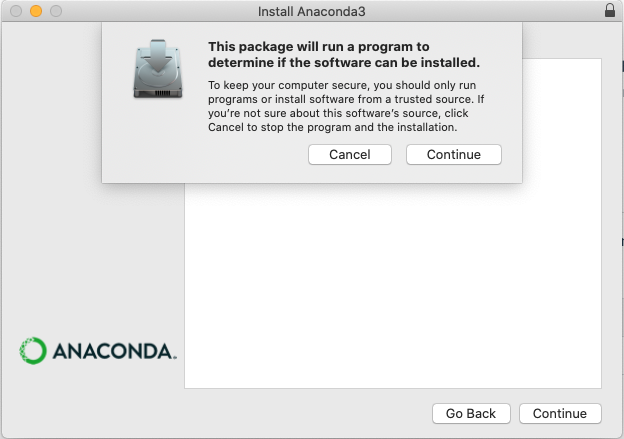 Install Anaconda3
This package will run a program to
determine if the software can be installed.
To keep your computer secure, you should only run
programs or install software from a trusted source. If
you're not sure about this software's source, click
Cancel to stop the program and the installation.
Cancel
Continue
ANACONDA.
Go Back
Continue